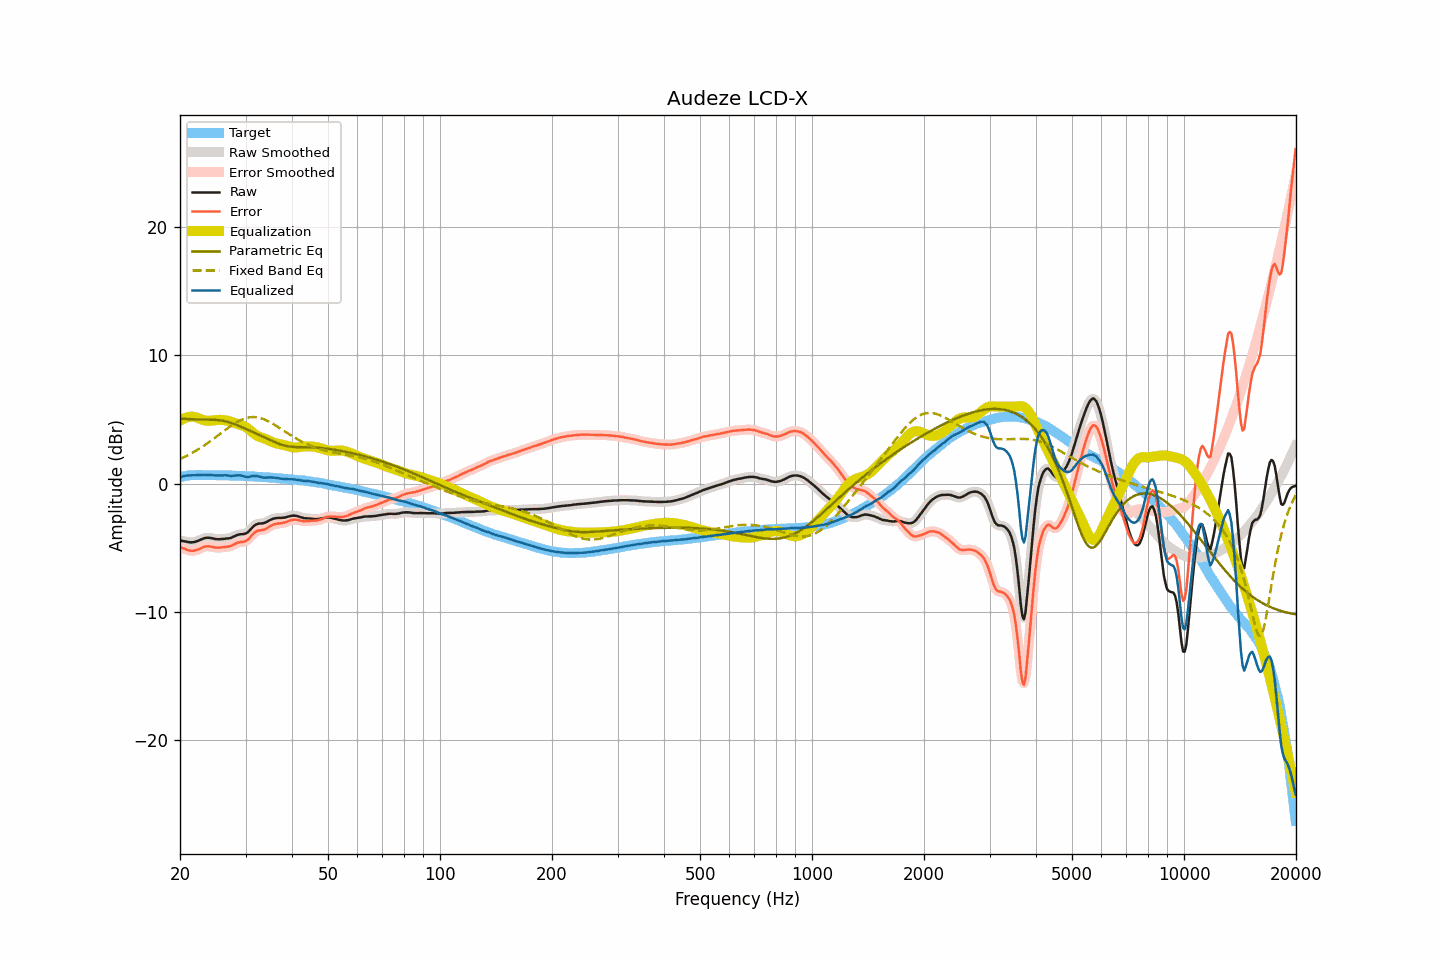 Audeze LCD-X
Target
Raw Smoothed
Error Smoothed
Raw
Error
Equalization
Parametric Eq
Fixed Band Eq
Equalized
20
10
0
−10
−20
Amplitude (dBr)
20 50 100 200 500 1000 2000 5000 10000 20000
Frequency (Hz)